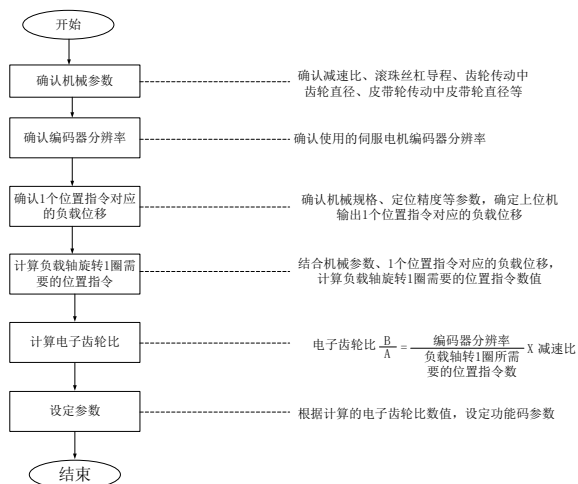 开始
确认机械参数
确认减速比、滚珠丝杠导程、齿轮传动中
齿轮直径、皮带轮传动中皮带轮直径等
确认编码器分辨率
确认使用的伺服电机编码器分辨率
确认1个位置指令对应
的负载位移
确认机械规格、定位精度等参数，确定上位机
输出1个位置指令对应的负载位移
计算负载轴旋转1圈需
要的位置指令
结合机械参数、1个位置指令对应的负载位移，
计算负载轴旋转1圈需要的位置指令数值
计算电子齿轮比
电子齿轮比 B/A = 编码器分辨率
负载轴转1圈所需
要的位置指令数
X 减速比
设定参数
根据计算的电子齿轮比数值，设定功能码参数
结束